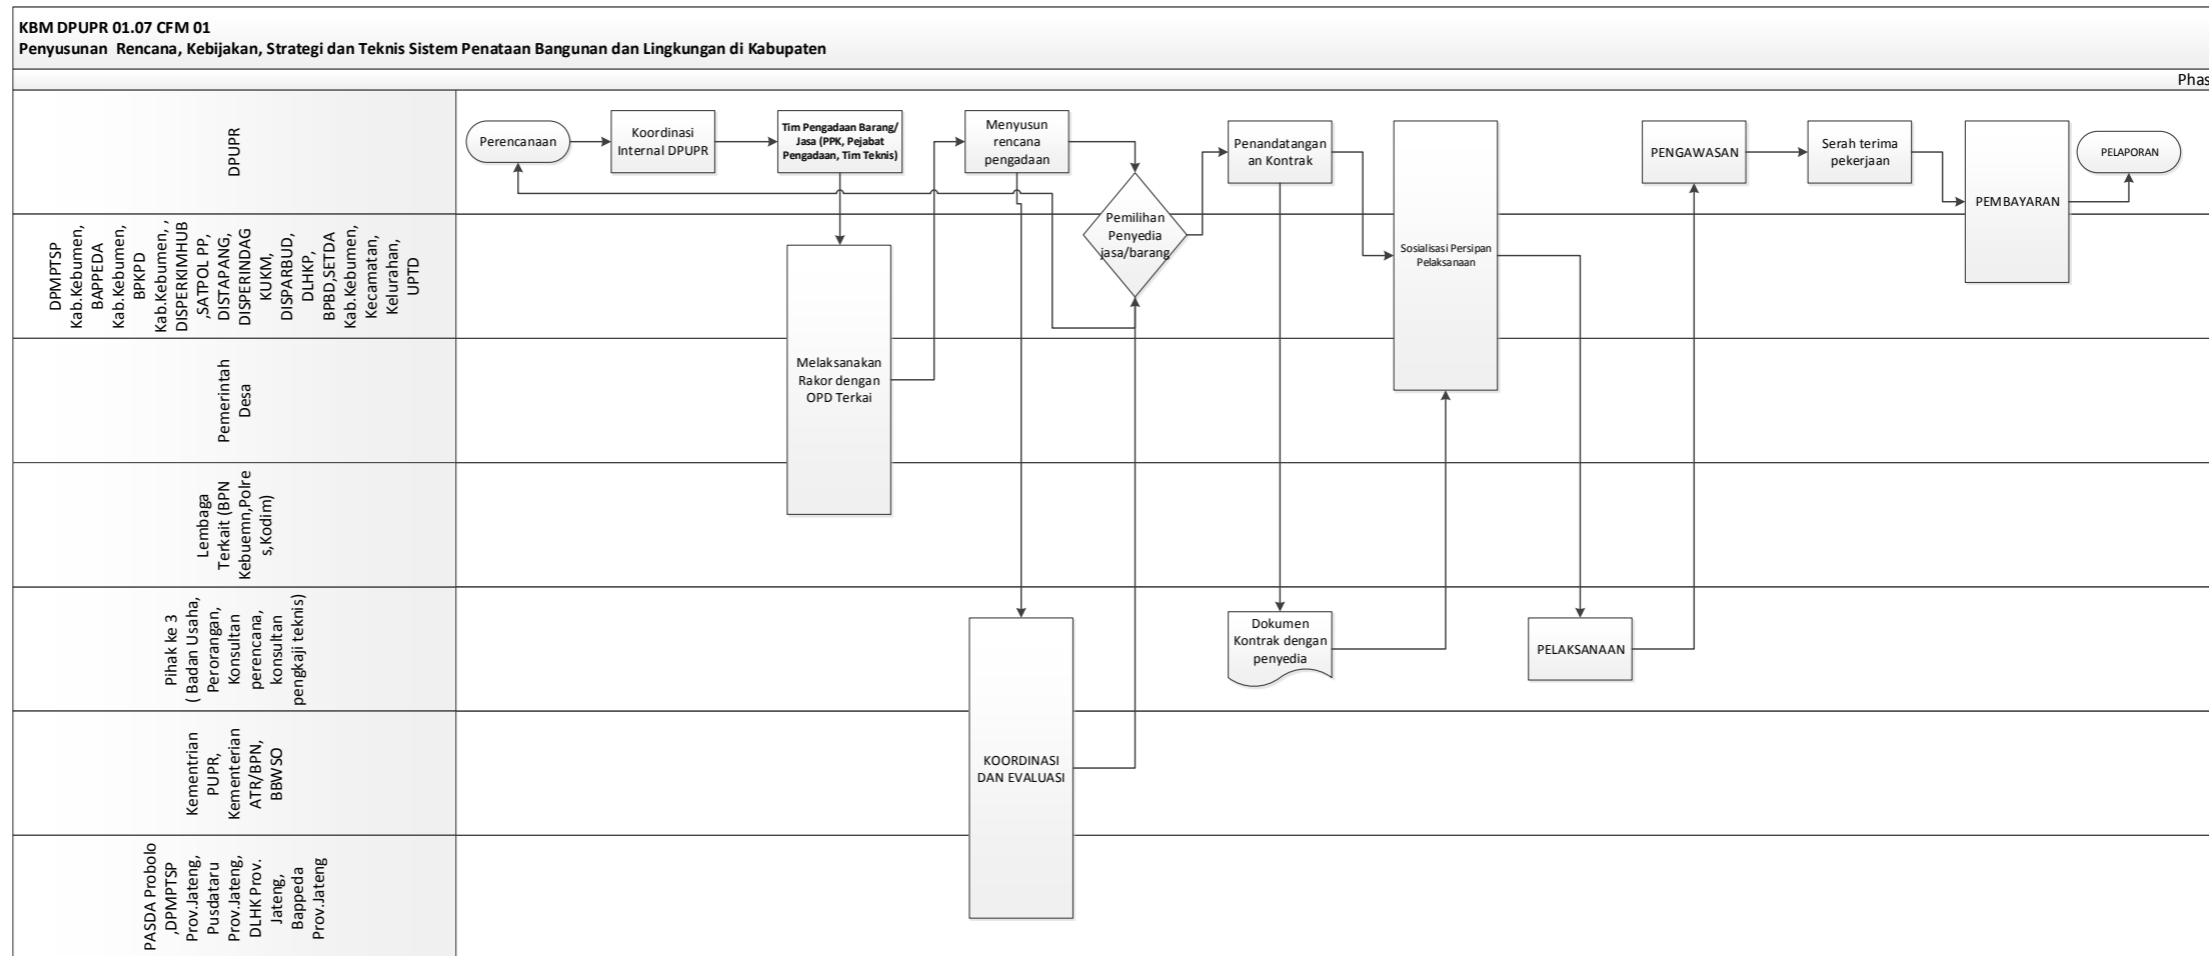 KBM DPUPR 01.07 CFM 01
Penyusunan Rencana, Kebijakan, Strategi dan Teknis Sistem Penataan Bangunan dan Lingkungan di Kabupaten
Phas
DPUPR
Perencanaan
Koordinasi
Internal DPUPR
Tim Pengadaan Barang/
Jasa (PPK, Pejabat
Pengadaan, Tim Teknis)
Menyusun
rencana
pengadaan
Penandatangan
an Kontrak
PENGAWASAN
Serah terima
pekerjaan
PEMBAYARAN
PELAPORAN
DPMPTSP
Kab.Kebumen,
BAPPEDA
Kab.Kebumen,
BPKPD
Kab.Kebumen, ,
DISPERKIMHUB
,SATPOL PP,
DISTAPANG,
DISPERINDAG
KUKM,
DISPARBUD,
DLHKP,
BPBD,SETDA
Kab.Kebumen,
Kecamatan,
Kelurahan,
UPTD
Pemilihan
Penyedia
jasa/barang
Sosialisasi Persipan
Pelaksanaan
Pemerintah
Desa
Melaksanakan
Rakor dengan
OPD Terkai
Lembaga
Terkait (BPN
Kebuemn,Polre
s,Kodim)
Pihak ke 3
( Badan Usaha,
Perorangan,
Konsultan
perencana,
konsultan
pengkaji teknis)
Dokumen
Kontrak dengan
penyedia
PELAKSANAAN
Kementrian
PUPR,
Kementerian
ATR/BPN,
BBWSO
KOORDINASI
DAN EVALUASI
PASDA Probolo
,DPMPTSP
Prov.Jateng,
Pusdataru
Prov.Jateng,
DLHK Prov.
Jateng,
Bappeda
Prov.Jateng